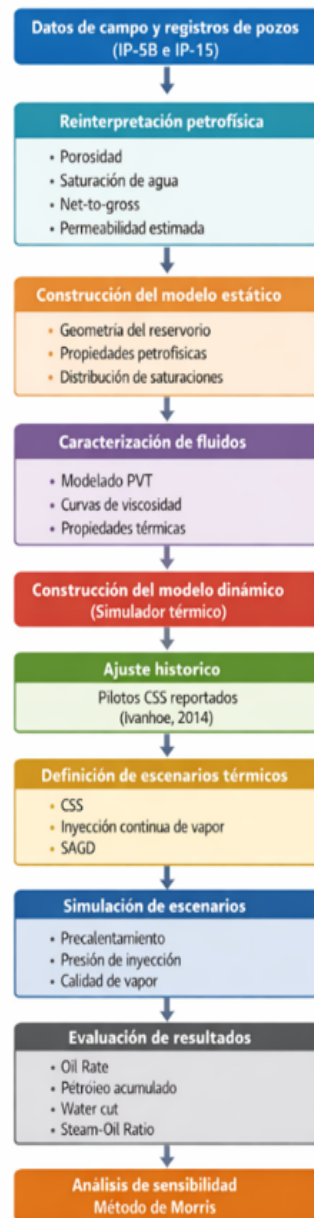 Datos de campo y registros de pozos
(IP-5B e IP-15)
Reinterpretación petrofísica
• Porosidad
• Saturación de agua
• Net-to-gross
• Permeabilidad estimada
Construcción del modelo estático
• Geometría del reservorio
• Propiedades petrofísicas
• Distribución de saturaciones
Caracterización de fluidos
• Modelado PVT
• Curvas de viscosidad
• Propiedades térmicas
Construcción del modelo dinámico
(Simulador térmico)
Ajuste historico
Pilotos CSS reportados
(Ivanhoe, 2014)
Definición de escenarios térmicos
• CSS
• Inyección continua de vapor
• SAGD
Simulación de escenarios
• Precalentamiento
• Presión de inyección
• Calidad de vapor
Evaluación de resultados
• Oil Rate
• Petróieo acumulado
• Water cut
• Steam-Oil Ratio
Análisis de sensibilidad
Método de Morris